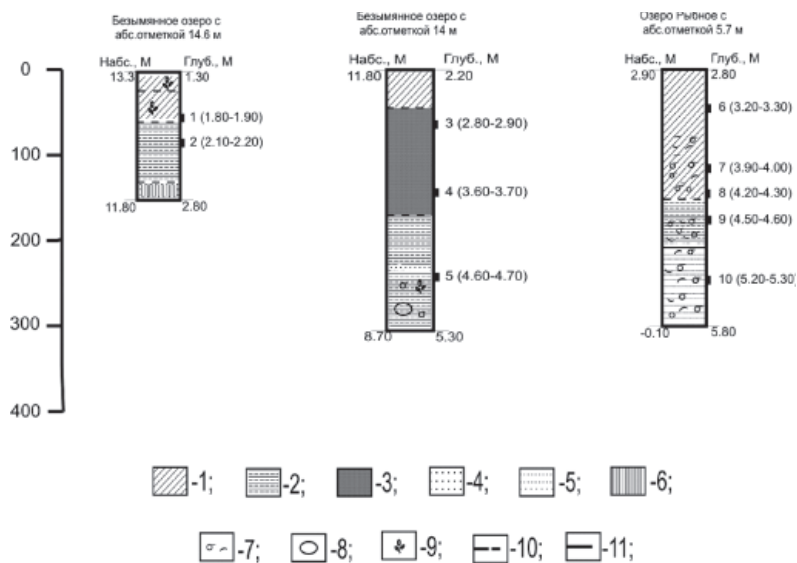 Безымянное озеро с
абс.отметкой 14.6 м
Безымянное озеро с
абс.отметкой 14 м
Озеро Рыбное с
абс.отметкой 5.7 м
Набс., М Глуб., М
Набс., М Глуб., М
Набс., М Глуб., М
0
100
200
300
400
13.3 1.30
1 (1.80-1.90)
2 (2.10-2.20)
11.80 2.80
11.80 2.20
3 (2.80-2.90)
4 (3.60-3.70)
5 (4.60-4.70)
8.70 5.30
2.90 2.80
6 (3.20-3.30)
7 (3.90-4.00)
8 (4.20-4.30)
9 (4.50-4.60)
10 (5.20-5.30)
-0.10 5.80
-1; -2; -3; -4; -5; -6;
-7; -8; -9; -10; -11;